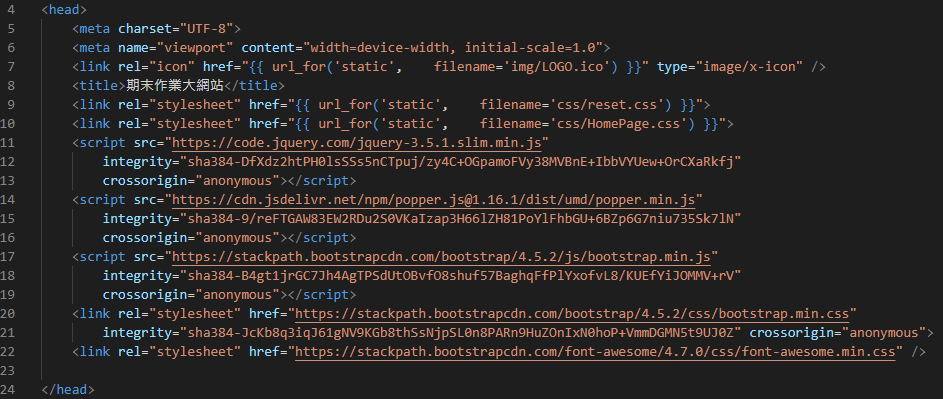 4 <head>
5 <meta charset="UTF-8">
6 <meta name="viewport" content="width=device-width, initial-scale=1.0">
7 <link rel="icon" href="{{ url_for('static',    filename='img/LOGO.ico') }}" type="image/x-icon" />
8 <title>期末作業大網站</title>
9 <link rel="stylesheet" href="{{ url_for('static',    filename='css/reset.css') }}">
10 <link rel="stylesheet" href="{{ url_for('static',    filename='css/HomePage.css') }}">
11 <script src="https://code.jquery.com/jquery-3.5.1.slim.min.js"
12 integrity="sha384-DfXdz2htPH0lsSSs5nCTpuj/zy4C+OGpamoFVy38MVBnE+IbbVYUew+OrCXaRkfj"
13 crossorigin="anonymous"></script>
14 <script src="https://cdn.jsdelivr.net/npm/popper.js@1.16.1/dist/umd/popper.min.js"
15 integrity="sha384-9/reFTGAW83EW2RDu2S0VKaIzap3H66lZH81PoYlFhbGU+6BZp6G7niu735Sk7lN"
16 crossorigin="anonymous"></script>
17 <script src="https://stackpath.bootstrapcdn.com/bootstrap/4.5.2/js/bootstrap.min.js"
18 integrity="sha384-B4gt1jrGC7Jh4AgTPSdUtOBvfO8shuf57BaghqFfPlYxofvL8/KUEfYiJOMMV+rV"
19 crossorigin="anonymous"></script>
20 <link rel="stylesheet" href="https://stackpath.bootstrapcdn.com/bootstrap/4.5.2/css/bootstrap.min.css"
21 integrity="sha384-JcKb8q3iqJ61gNV9KGb8thSsNjpSL0n8PARn9HuZOnIxN0hoP+VmmDGMN5t9UJ0Z" crossorigin="anonymous">
22 <link rel="stylesheet" href="https://stackpath.bootstrapcdn.com/font-awesome/4.7.0/css/font-awesome.min.css" />
23
24 </head>